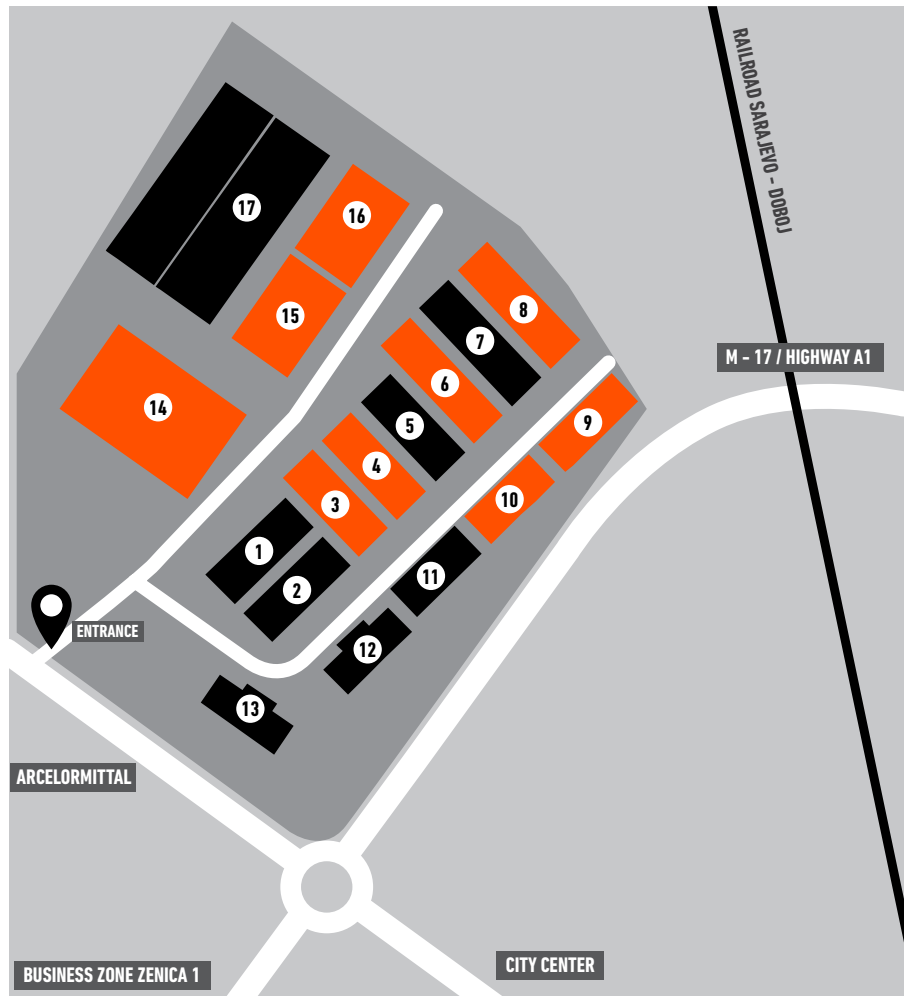 RAILROAD SARAJEVO - DOBOJ
17
16
15
8
7
6
M - 17 / HIGHWAY A1
14
5
9
4
3
10
1
11
2
ENTRANCE
12
13
ARCELORMITTAL
CITY CENTER
BUSINESS ZONE ZENICA 1